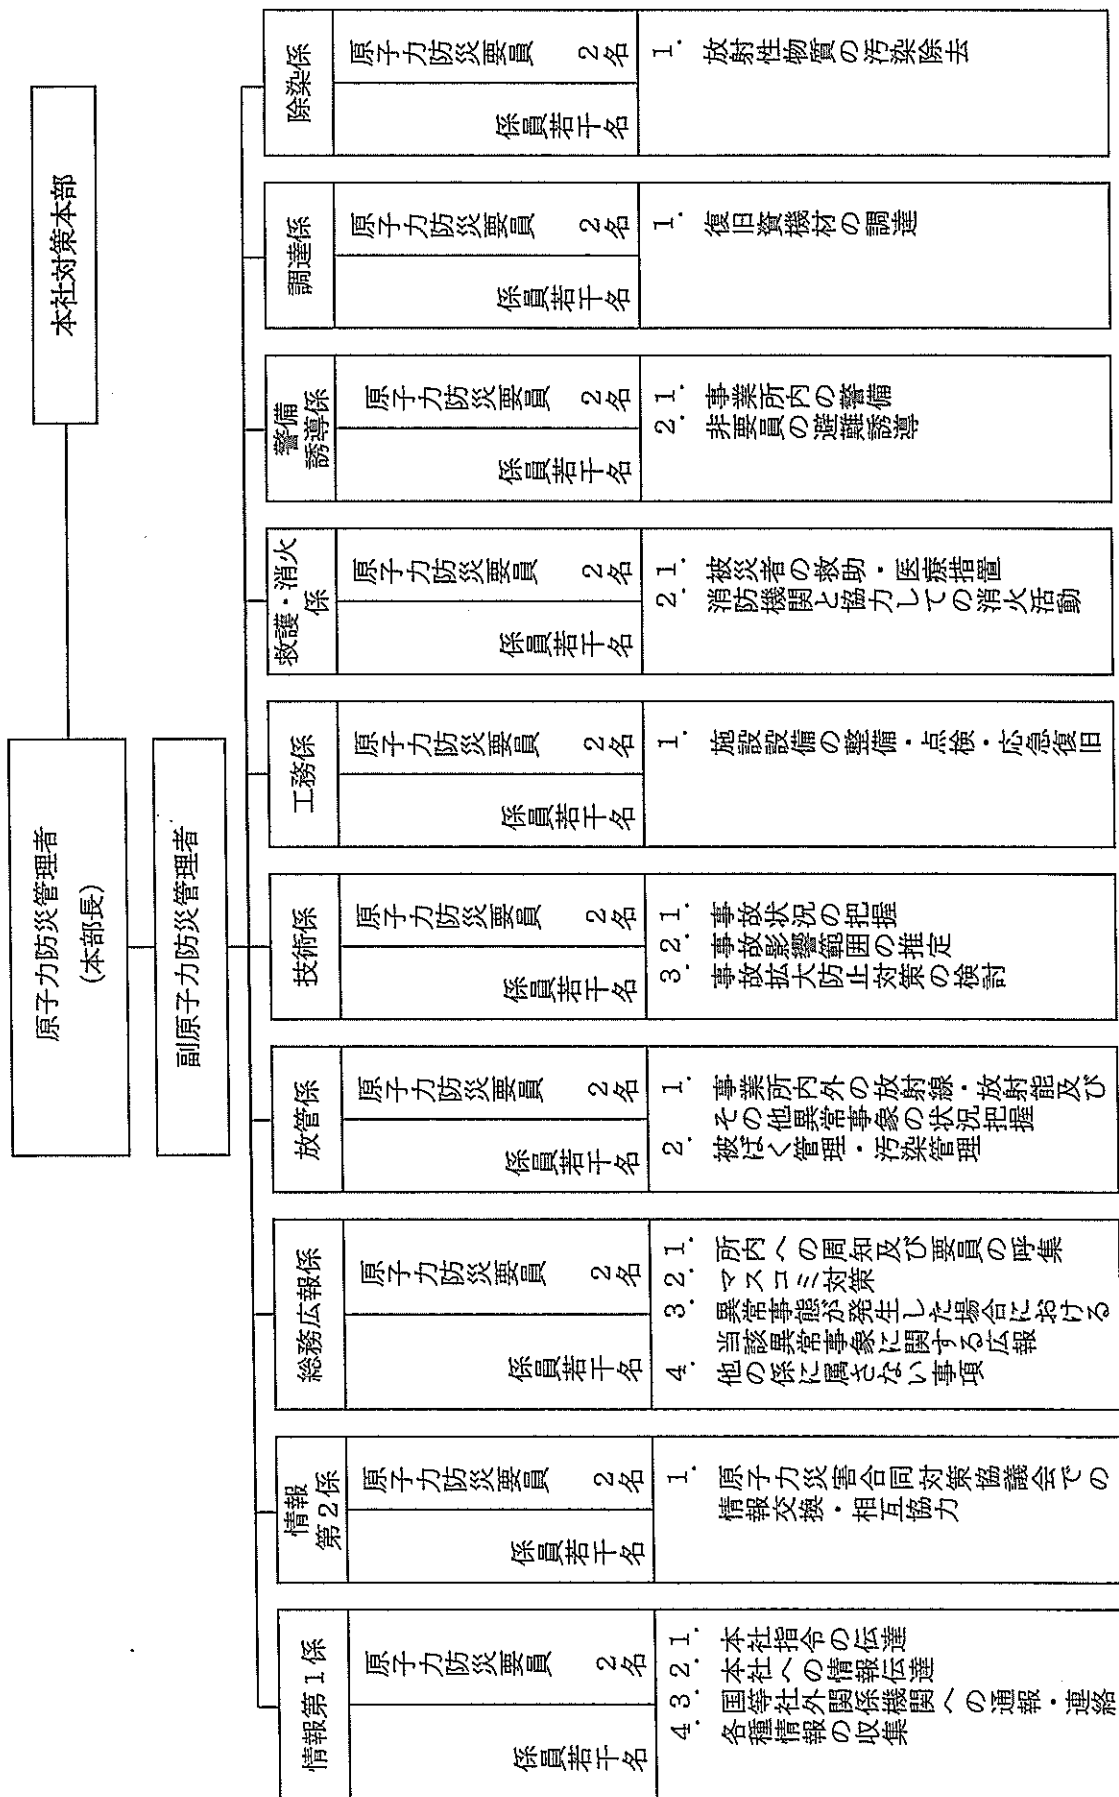 原子力防災管理者
(本部長)
本社対策本部
副原子力防災管理者
情報第1係
原子力防災要員 2名
係員若干名
1. 本社指令の伝達
2. 本社への情報伝達
3. 国等社外関係機関への通報・連絡
4. 各種情報の収集
情報
第2係
原子力防災要員 2名
係員若干名
1. 原子力災害合同対策協議会での
情報交換・相互協力
総務広報係
原子力防災要員 2名
係員若干名
1. 所内への周知及び要員の呼集
2. マスコミ対策
3. 異常事態が発生した場合における
当該異常事象に関する広報
4. 他の係に属さない事項
放管係
原子力防災要員 2名
係員若干名
1. 事業所内外の放射線・放射能及び
その他異常事象の状況把握
2. 被ばく管理・汚染管理
技術係
原子力防災要員 2名
係員若干名
1. 事故状況の把握
2. 事故影響範囲の推定
3. 事故拡大防止対策の検討
工務係
原子力防災要員 2名
係員若干名
1. 施設設備の整備・点検・応急復旧
救護・消火
係
原子力防災要員 2名
係員若干名
1. 被災者の救助・医療措置
2. 消防機関と協力しての消火活動
警備
誘導係
原子力防災要員 2名
係員若干名
1. 事業所内の警備
2. 非要員の避難誘導
調達係
原子力防災要員 2名
係員若干名
1. 復旧資機材の調達
除染係
原子力防災要員 2名
係員若干名
1. 放射性物質の汚染除去